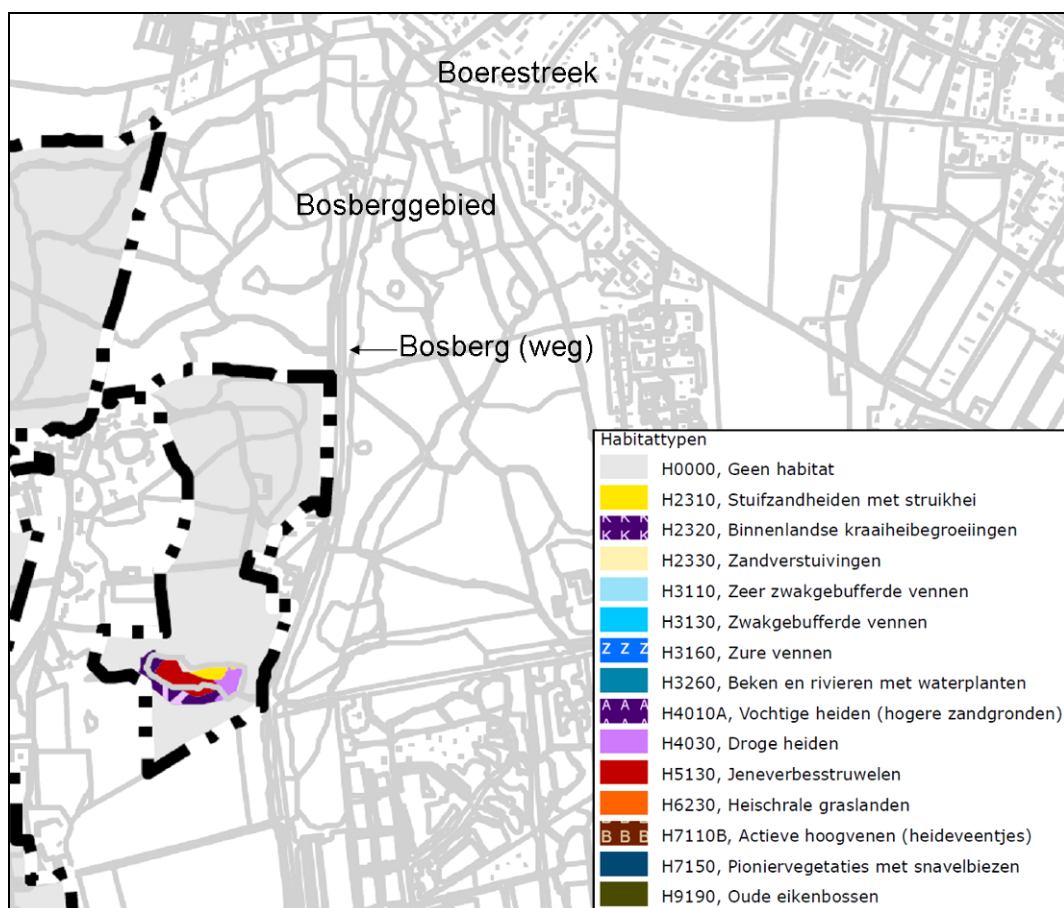 Boerestreek
Bosberggebied
Bosberg (weg)
Habitattypen
H0000, Geen habitat
H2310, Stuifzandheiden met struikhei
K K K
K K K
H2320, Binnenlandse kraaiheibegroeiingen
H2330, Zandverstuivingen
H3110, Zeer zwakgebufferde vennen
H3130, Zwakgebufferde vennen
Z Z Z H3160, Zure vennen
H3260, Beken en rivieren met waterplanten
A A A
A A A
H4010A, Vochtige heiden (hogere zandgronden)
H4030, Droge heiden
H5130, Jeneverbesstruwelen
H6230, Heischrale graslanden
B B B
B B B
H7110B, Actieve hoogvenen (heideveentjes)
H7150, Pioniervegetaties met snavelbiezen
H9190, Oude eikenbossen